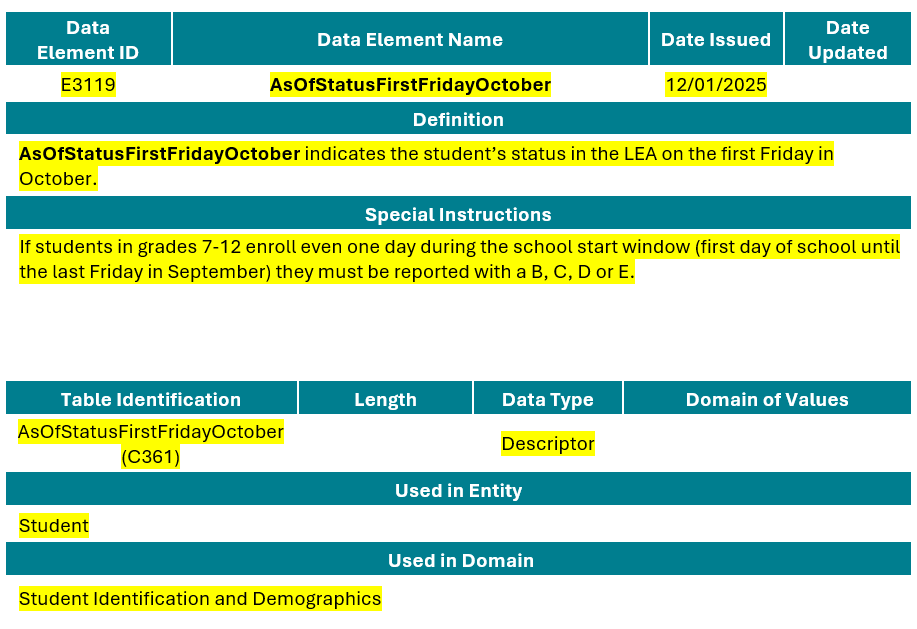 Data Element ID
Data Element Name
Date Issued
Date Updated
E3119
AsOfStatusFirstFridayOctober
12/01/2025
Definition
AsOfStatusFirstFridayOctober indicates the student’s status in the LEA on the first Friday in
October.
Special Instructions
If students in grades 7-12 enroll even one day during the school start window (first day of school until
the last Friday in September) they must be reported with a B, C, D or E.
Table Identification
Length
Data Type
Domain of Values
AsOfStatusFirstFridayOctober
(C361)
Descriptor
Used in Entity
Student
Used in Domain
Student Identification and Demographics